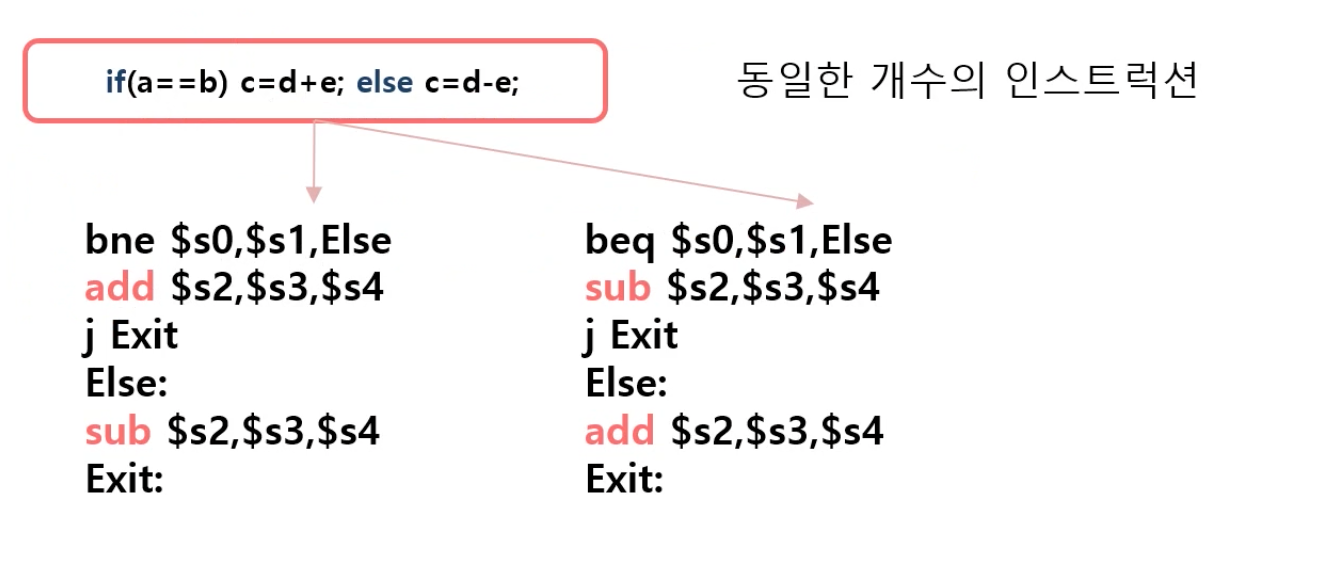 if(a==b) c=d+e; else c=d-e;
동일한 개수의 인스트럭션
bne $s0,$s1,Else
add $s2,$s3,$s4
j Exit
Else:
sub $s2,$s3,$s4
Exit:
beq $s0,$s1,Else
sub $s2,$s3,$s4
j Exit
Else:
add $s2,$s3,$s4
Exit: